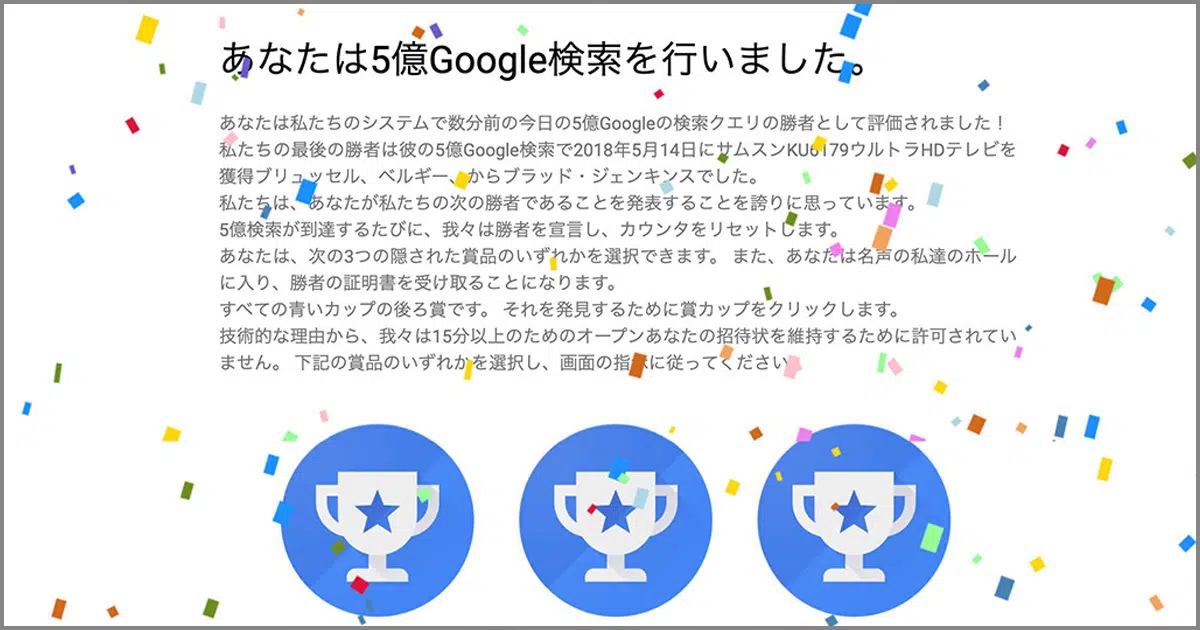 あなたは5億Google検索を行いました。
あなたは私たちのシステムで数分前の今日の5億Googleの検索クエリの勝者として評価されました！
私たちの最後の勝者は彼の5億Google検索で2018年5月14日にサムスンKU6179ウルトラHDテレビを
獲得ブリュッセル、ベルギー、からブラッド・ジェンキンスでした。
私たちは、あなたが私たちの次の勝者であることを発表することを誇りに思っています。
5億検索が到達するたびに、我々は勝者を宣言し、カウンタをリセットします。
あなたは、次の3つの隠された賞品のいずれかを選択できます。 また、あなたは名声の私達のホール
に入り、勝者の証明書を受け取ることになります。
すべての青いカップの後ろ賞です。 それを発見するために賞カップをクリックします。
技術的な理由から、我々は15分以上のためのオープンあなたの招待状を維持するために許可されてい
ません。 下記の賞品のいずれかを選択し、画面の指示に従ってください